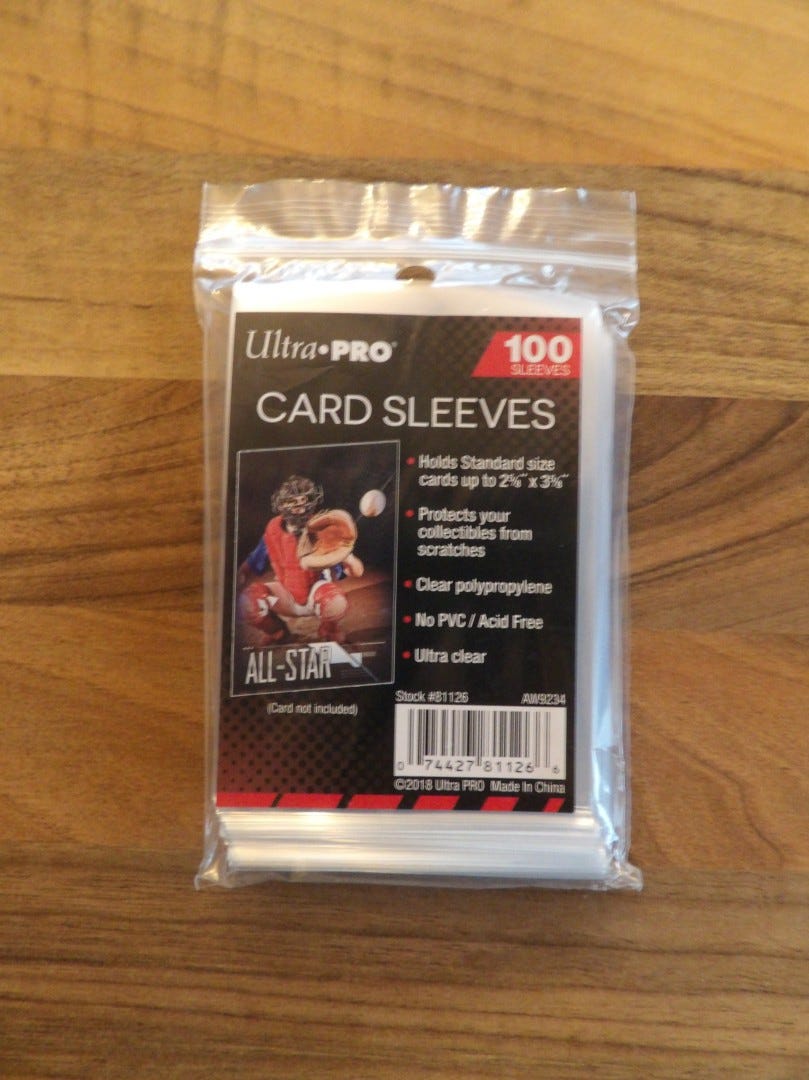 Ultra•PRO®
100
SLEEVES
CARD SLEEVES
• Holds Standard size
cards up to 2⅝" x 3⅝"
• Protects your
collectibles from
scratches
• Clear polypropylene
• No PVC / Acid Free
• Ultra clear
ALL-STAR
(Card not included)
Stock #81126
AW9234
0 74427 81126 6
©2018 Ultra PRO Made In China